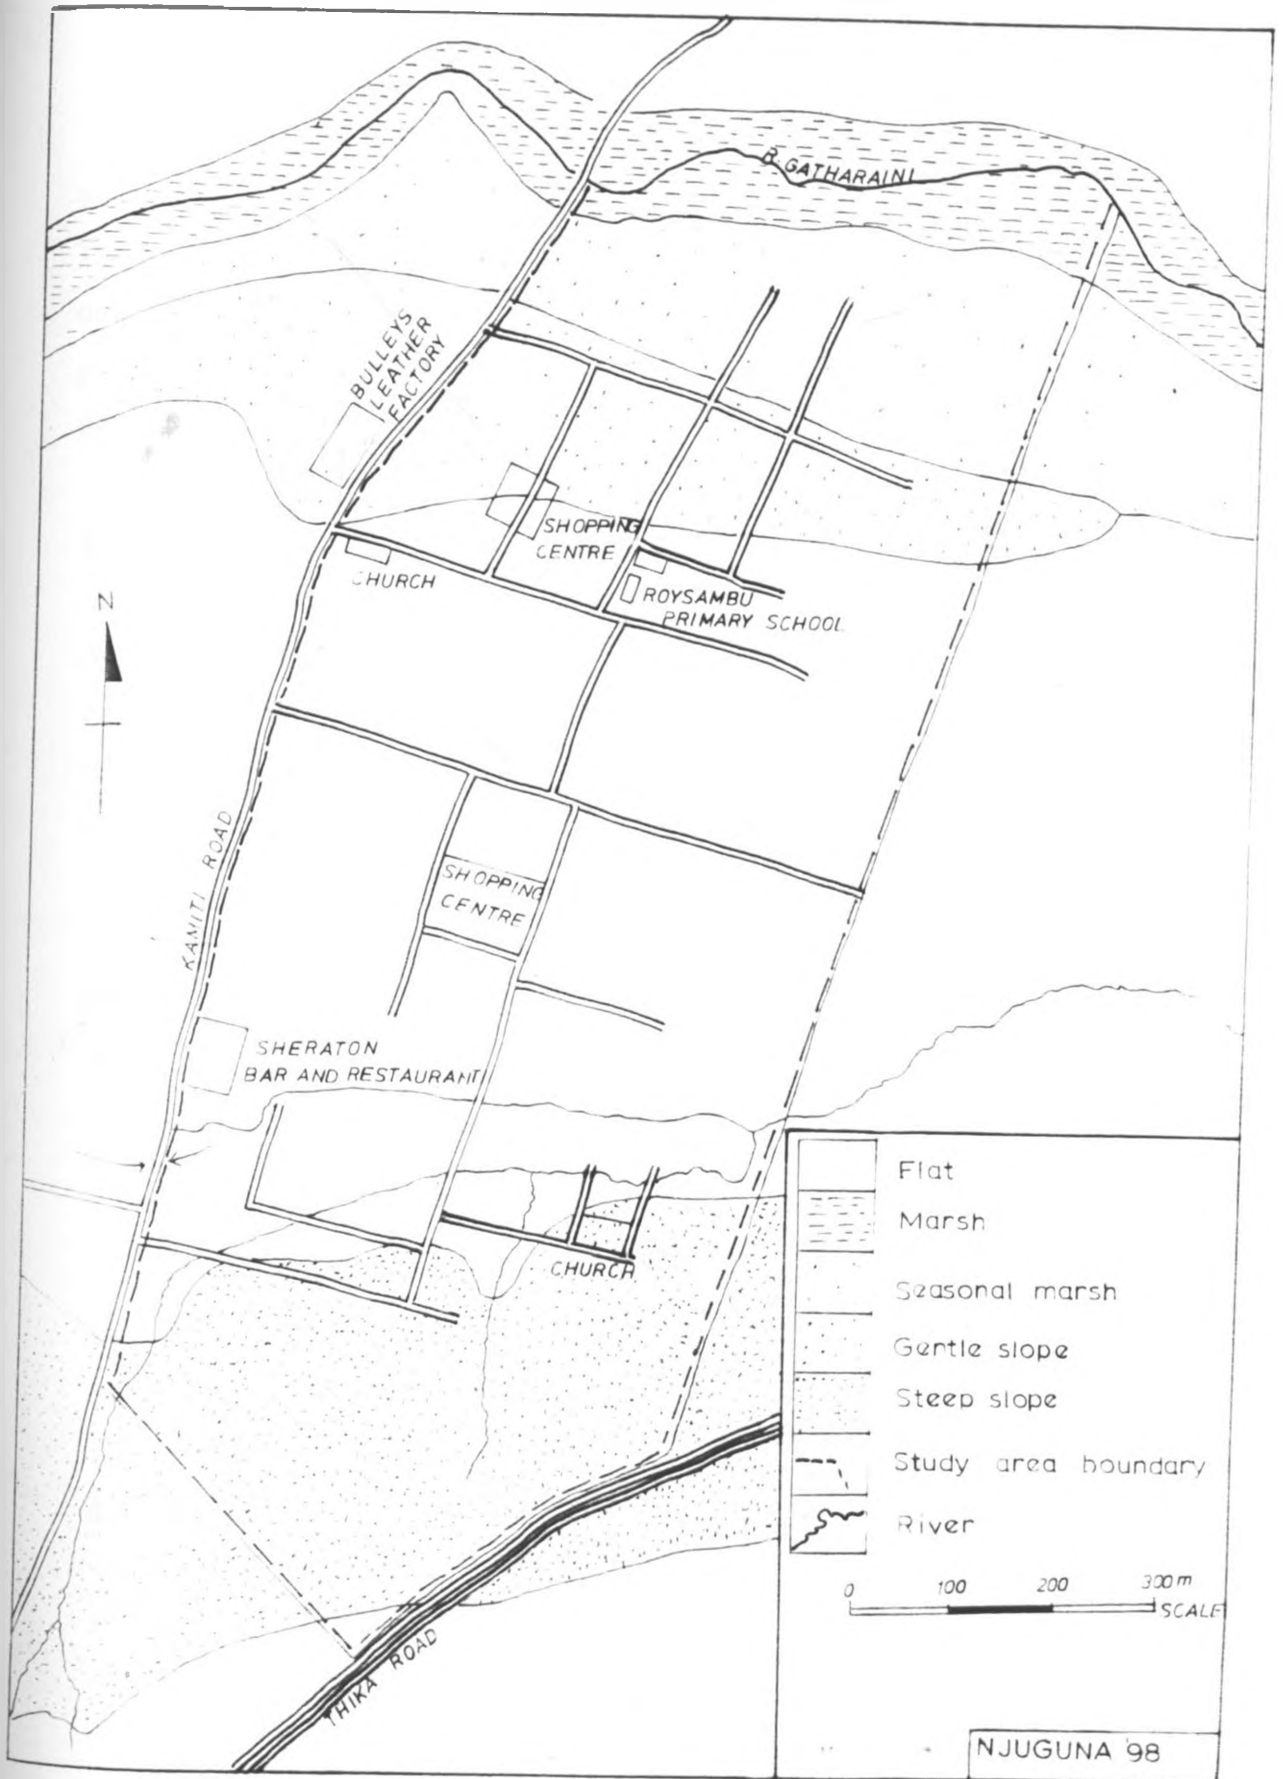 R. GATHARAINI
BULLEYS
LEATHER
FACTORY
SHOPPING
CENTRE
CHURCH
ROYSAMBU
PRIMARY SCHOOL
N
KAMITI ROAD
SHOPPING
CENTRE
SHERATON
BAR AND RESTAURANT
CHURCH
THIKA ROAD
Flat
Marsh
Seasonal marsh
Gentle slope
Steep slope
Study area boundary
River
0 100 200 300m
SCALE
NJUGUNA '98